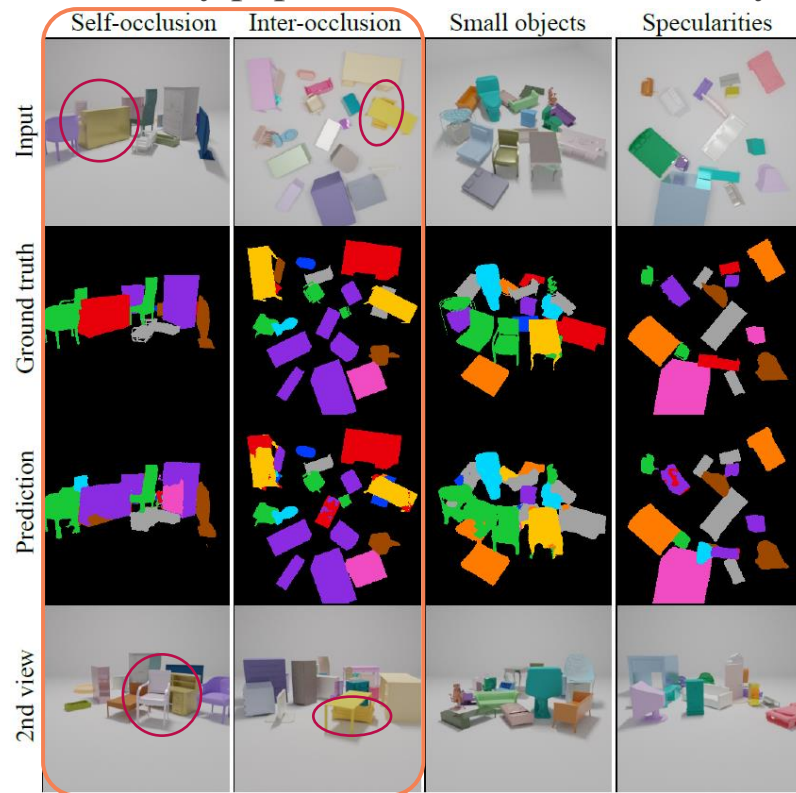 Self-occlusion Inter-occlusion Small objects Specularities
Input
Ground truth
Prediction
2nd view